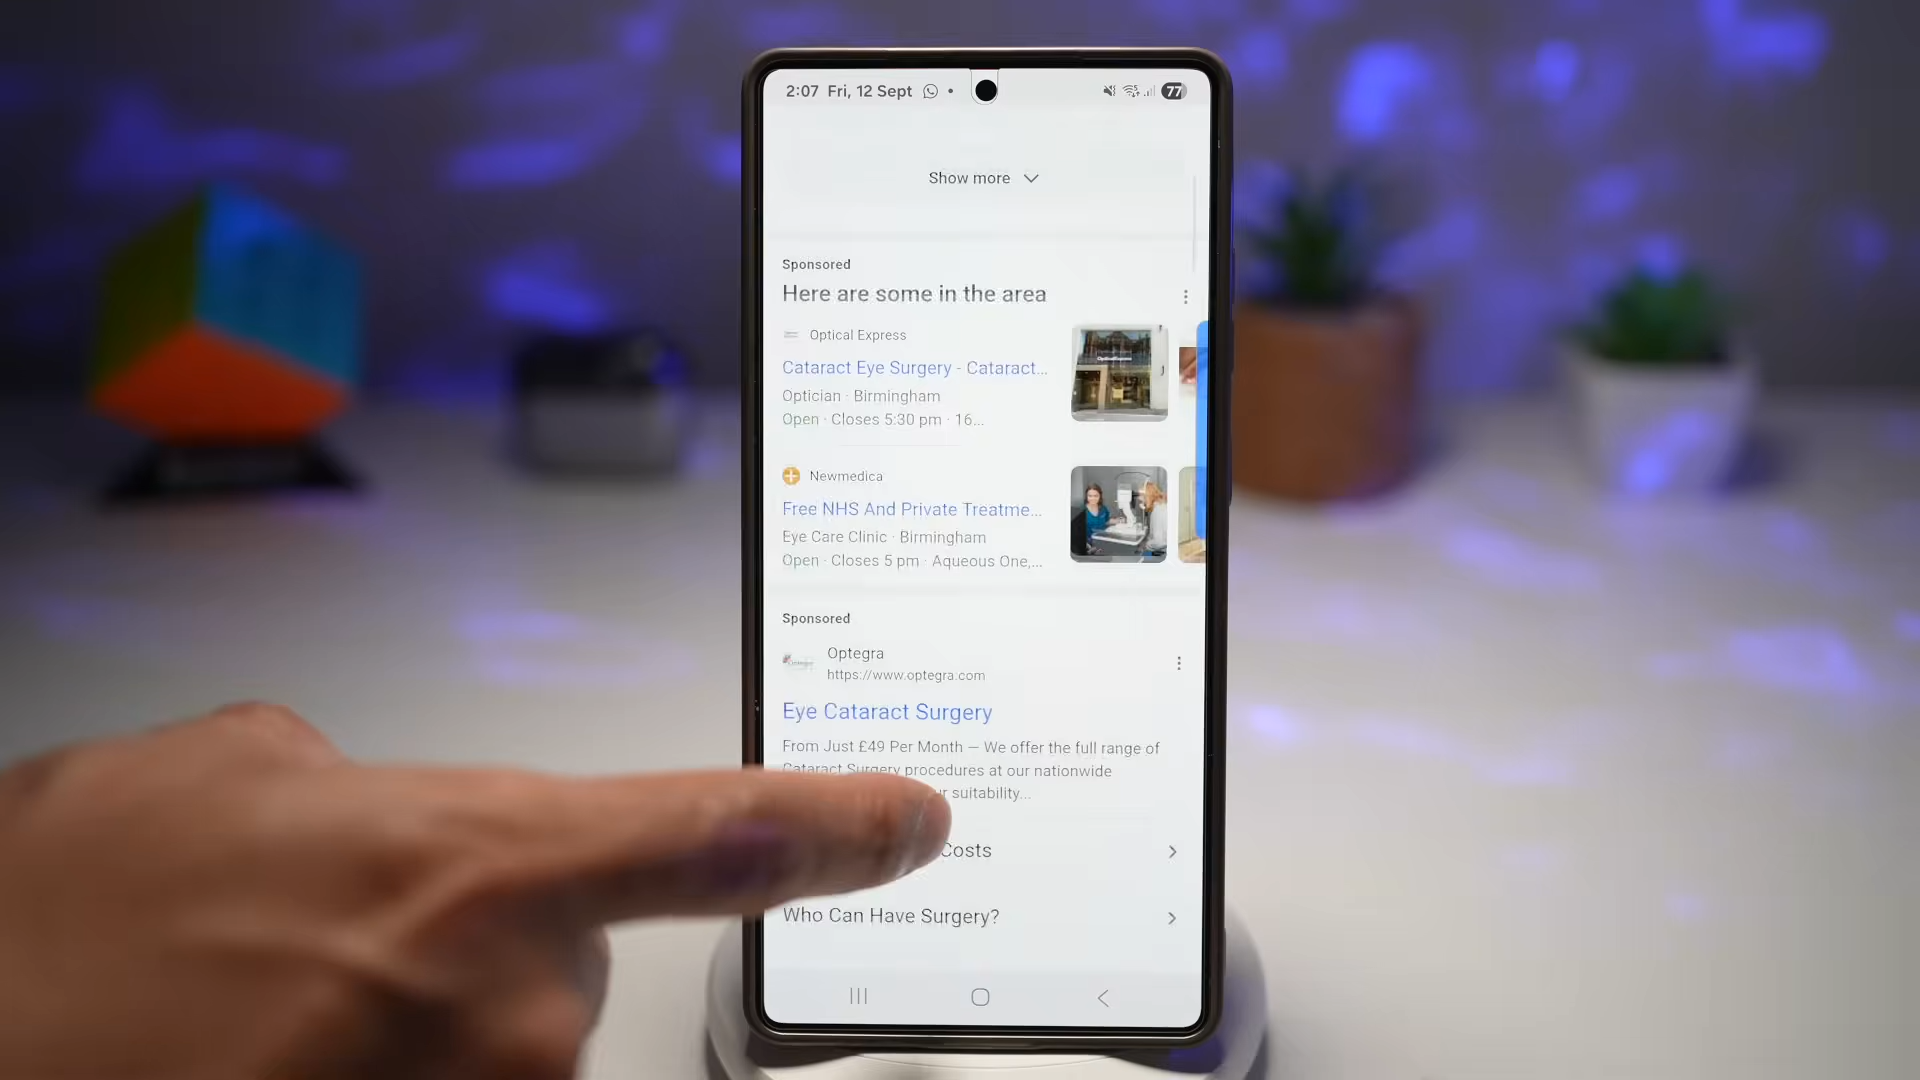 2:07 Fri, 12 Sept
77
Show more
Sponsored
Here are some in the area
Optical Express
Cataract Eye Surgery - Cataract...
Optician · Birmingham
Open · Closes 5:30 pm · 16...
Newmedica
Free NHS And Private Treatme...
Eye Care Clinic · Birmingham
Open · Closes 5 pm · Aqueous One,...
Sponsored
Optegra
https://www.optegra.com
Eye Cataract Surgery
From Just £49 Per Month — We offer the full range of
Cataract Surgery procedures at our nationwide
suitability...
Costs
Who Can Have Surgery?